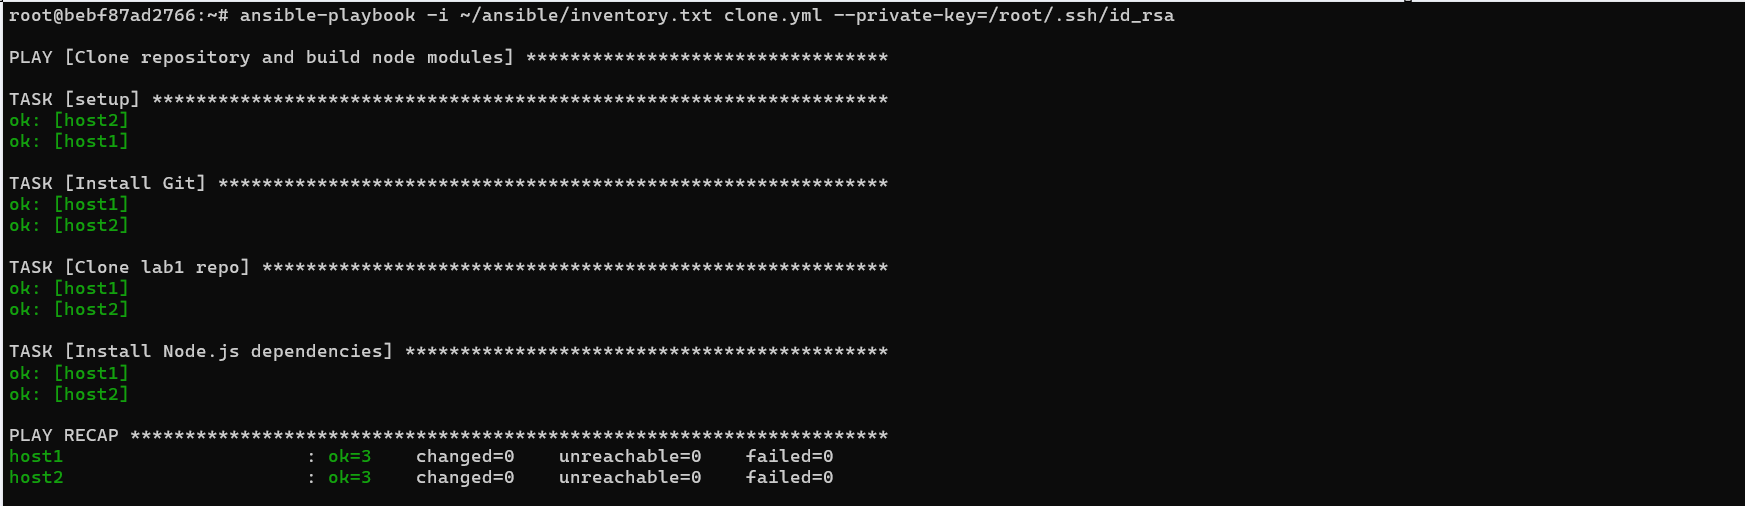 root@bebf87ad2766:~# ansible-playbook -i ~/ansible/inventory.txt clone.yml --private-key=/root/.ssh/id_rsa
PLAY [Clone repository and build node modules] *********************************
TASK [setup] *******************************************************************
ok: [host2]
ok: [host1]
TASK [Install Git] *************************************************************
ok: [host1]
ok: [host2]
TASK [Clone lab1 repo] *********************************************************
ok: [host1]
ok: [host2]
TASK [Install Node.js dependencies] ********************************************
ok: [host1]
ok: [host2]
PLAY RECAP *********************************************************************
host1                      : ok=3    changed=0    unreachable=0    failed=0
host2                      : ok=3    changed=0    unreachable=0    failed=0